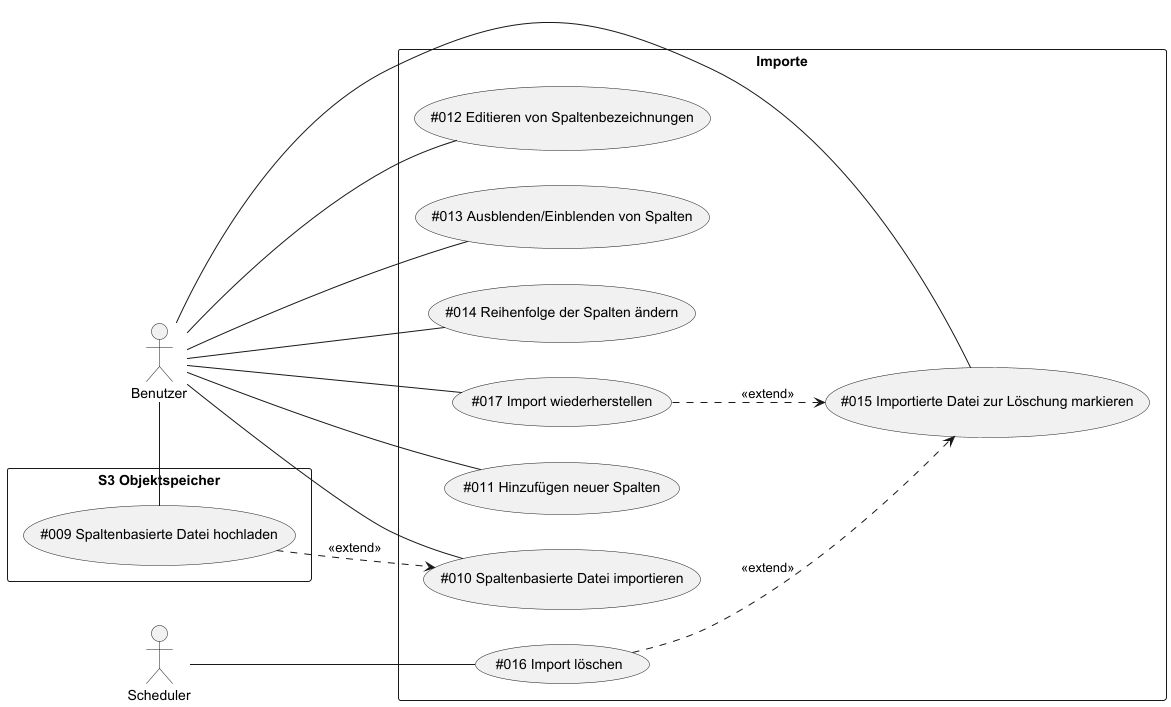 Importe
#012 Editieren von Spaltenbezeichnungen
#013 Ausblenden/Einblenden von Spalten
#014 Reihenfolge der Spalten ändern
Benutzer
#017 Import wiederherstellen
«extend»
#015 Importierte Datei zur Löschung markieren
S3 Objektspeicher
#011 Hinzufügen neuer Spalten
#009 Spaltenbasierte Datei hochladen
«extend»
#010 Spaltenbasierte Datei importieren
«extend»
#016 Import löschen
Scheduler